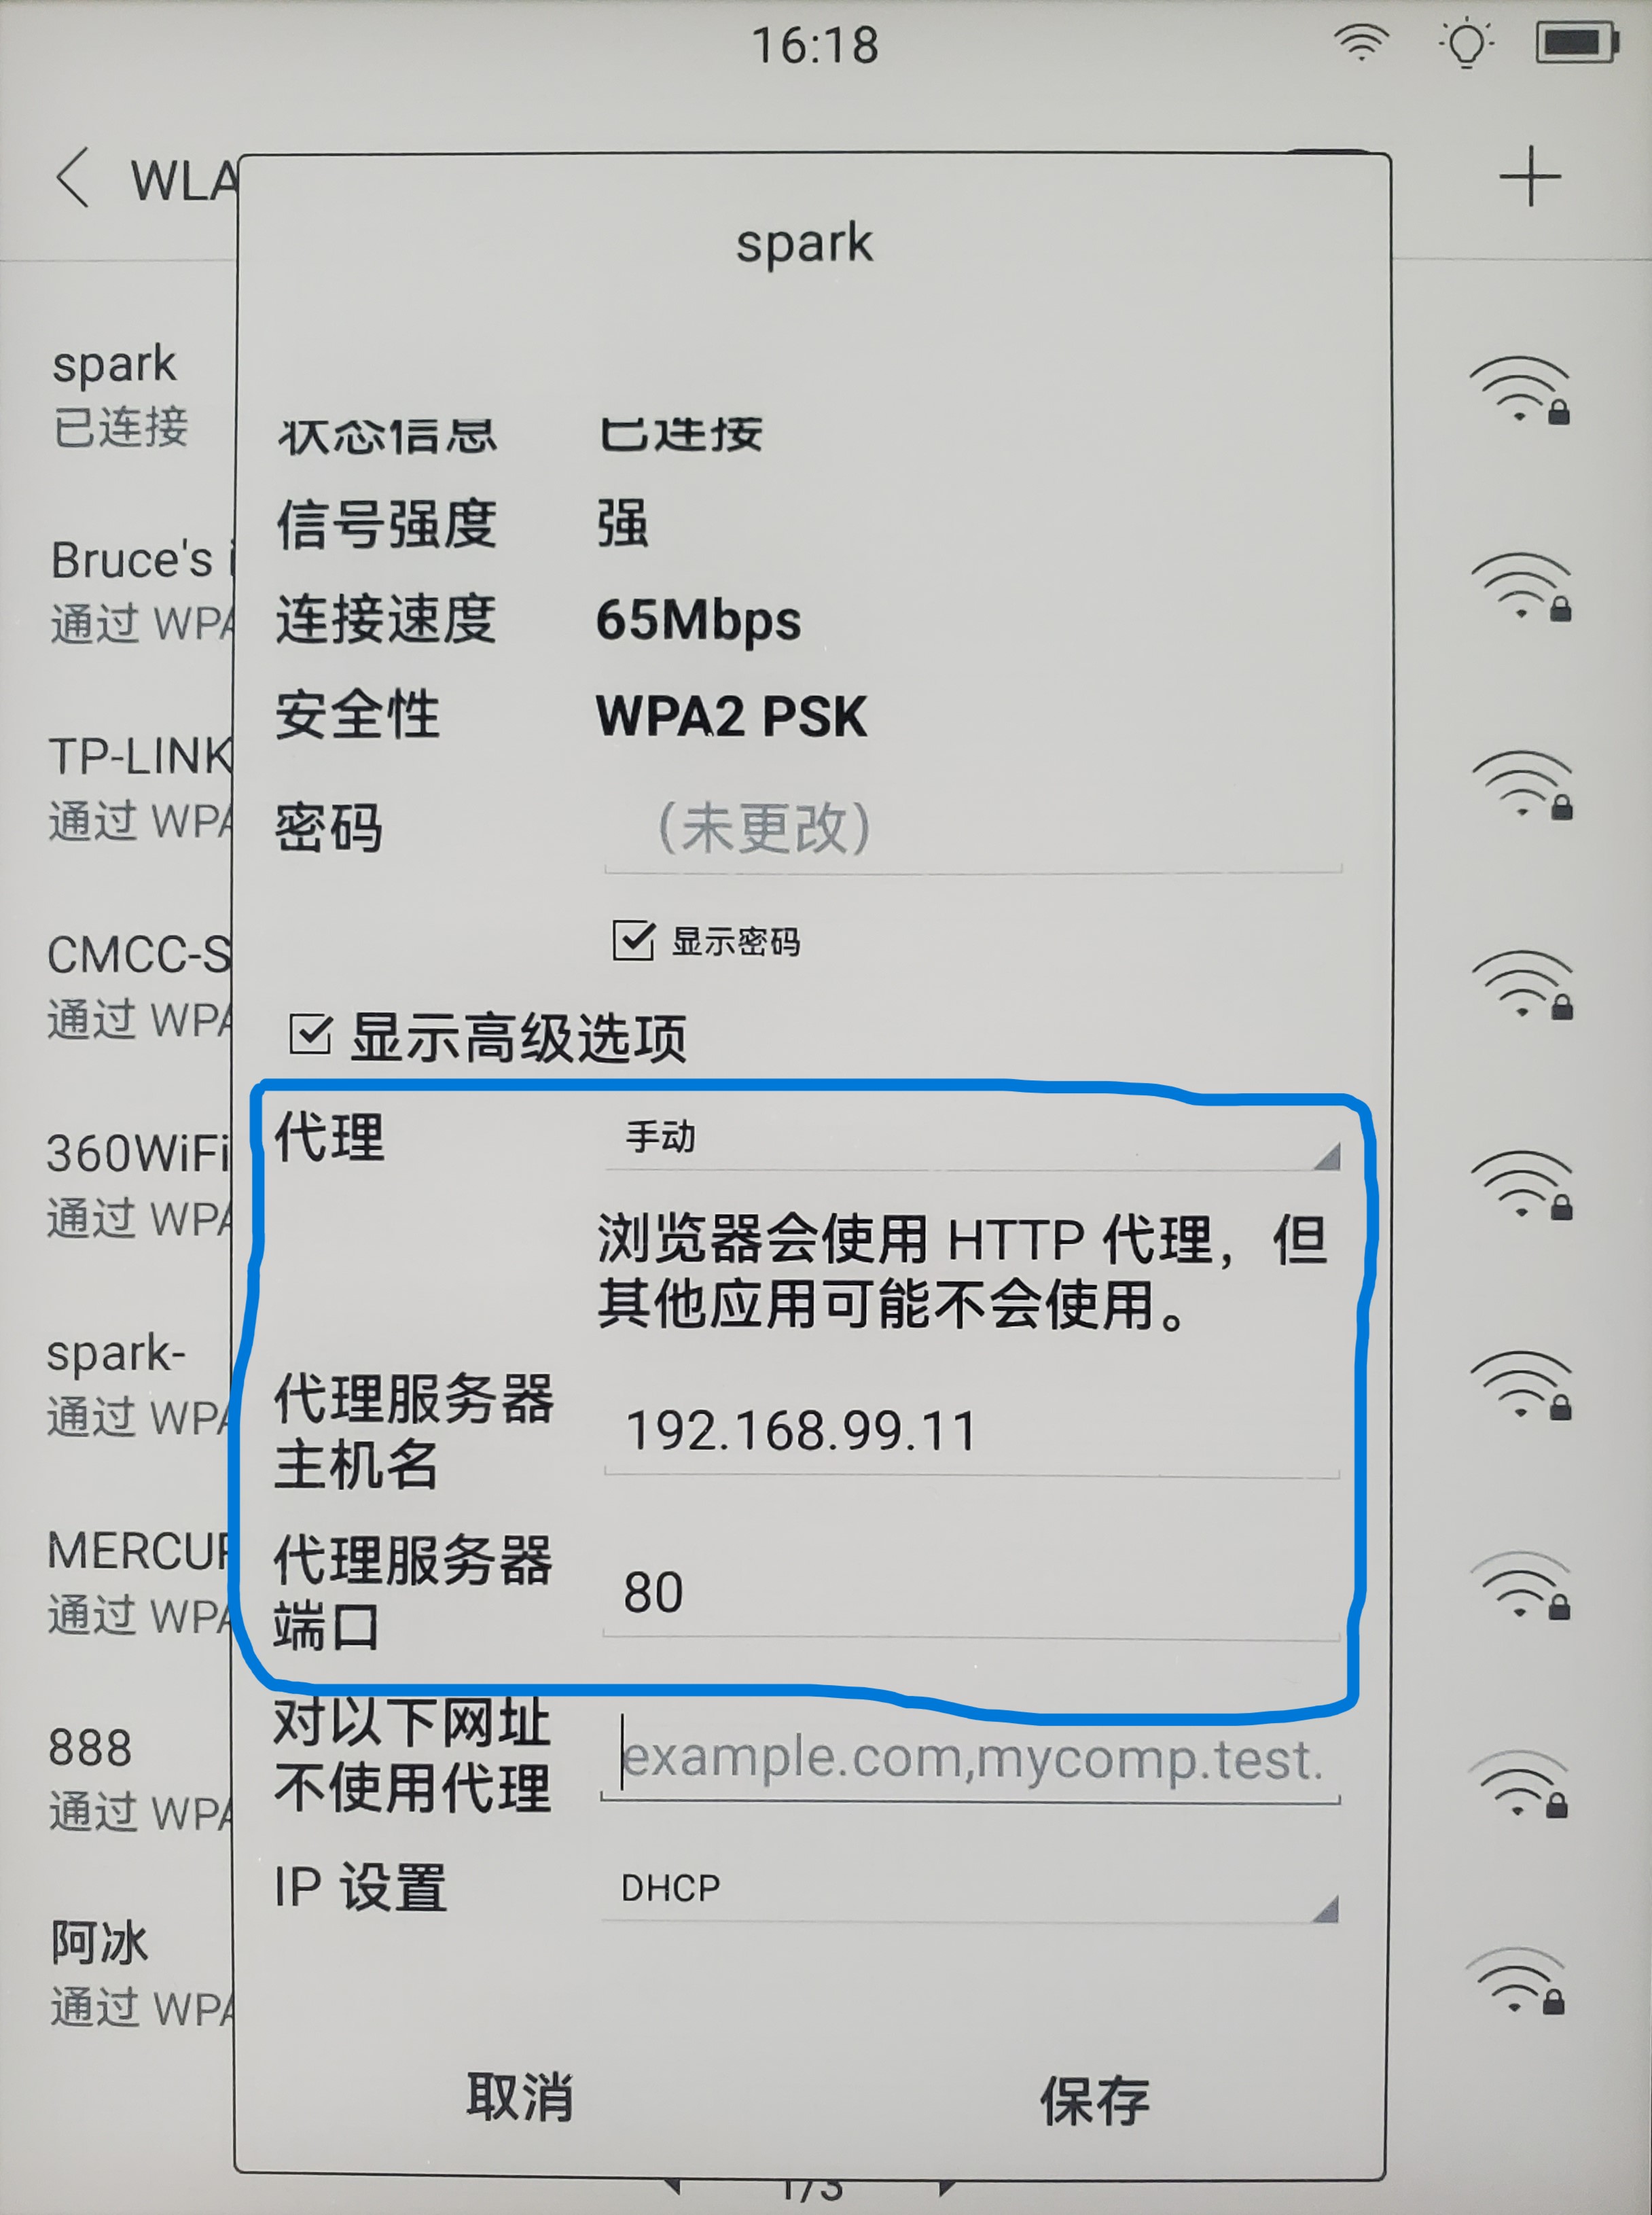 16:18
WLA
spark
spark
已连接
状态信息 已连接
信号强度 强
Bruce's i
通过 WPA
连接速度 65Mbps
安全性 WPA2 PSK
TP-LINK
通过 WPA
密码 （未更改）
显示密码
CMCC-S
通过 WPA
显示高级选项
代理 手动
360WiFi
通过 WPA
浏览器会使用 HTTP 代理，但
其他应用可能不会使用。
spark-
通过 WPA
代理服务器
主机名
192.168.99.11
MERCUR
通过 WPA
代理服务器
端口
80
对以下网址
不使用代理
example.com,mycomp.test.
888
通过 WPA
IP 设置 DHCP
阿冰
通过 WPA
取消 保存
1/3